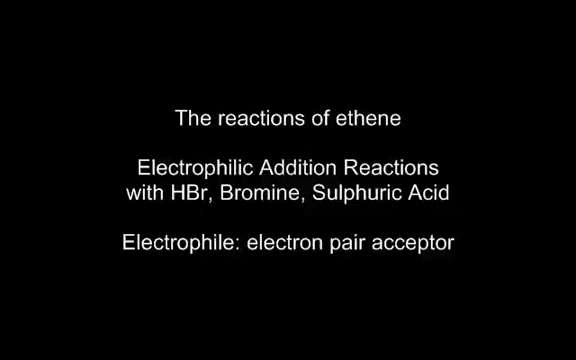 The reactions of ethene
Electrophilic Addition Reactions
with HBr, Bromine, Sulphuric Acid
Electrophile: electron pair acceptor